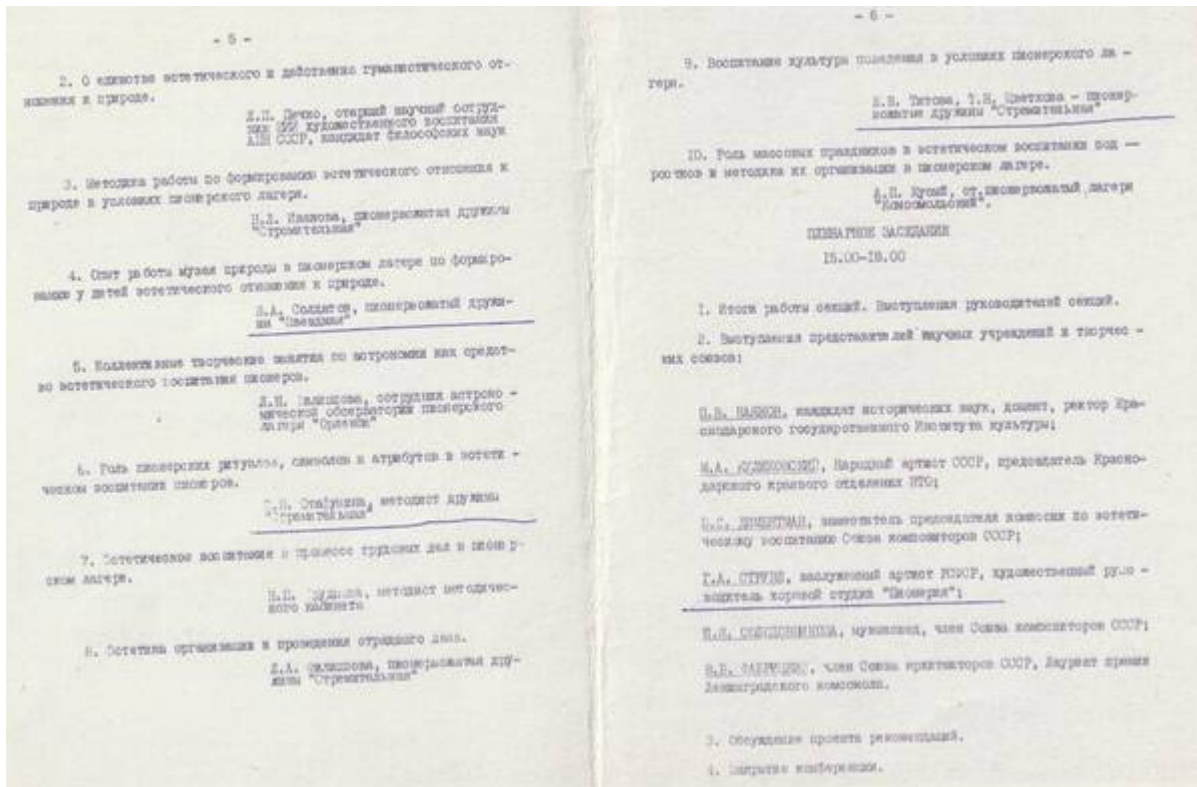 - 5 -
2. О единстве эстетического и действенно гуманистического от-
ношения к природе.
Л.П. Печко, старший научный сотруд-
ник НИИ художественного воспитания
АПН СССР, кандидат философских наук
3. Методика работы по формированию эстетического отношения к
природе в условиях пионерского лагеря.
Иванова, пионервожатая дружины
"Стремительная"
4. Опыт работы музея природы в пионерском лагере по формиро-
ванию у детей эстетического отношения к природе.
Солдатов, пионервожатый дружи-
ны "Звездная"
5. Коллективные творческие занятия по астрономии как средст-
во эстетического воспитания пионеров.
сотрудник астроно -
мической обсерватории пионерского
лагеря "Орленок"
6. Роль пионерских ритуалов, символов и атрибутов в эстети -
ческом воспитании пионеров.
методист дружины
"Стремительная"
7. Эстетическое воспитание в процессе трудовых дел в пионер-
ском лагере.
методист методичес-
кого кабинета
8. Эстетика организации и проведения отрядного дела.
Филиппова, пионервожатая дру-
жины "Стремительная"
- 6 -
9. Воспитание культуры поведения в условиях пионерского ла -
геря.
Титова, Т.Н. Цветкова - пионер-
вожатые дружины "Стремительная"
10. Роль массовых праздников в эстетическом воспитании под —
ростков и методика их организации в пионерском лагере.
ст.пионервожатый лагеря
"Комсомольский".
ПЛЕНАРНОЕ ЗАСЕДАНИЕ
15.00-18.00
1. Итоги работы секций. Выступления руководителей секций.
2. Выступления представителей научных учреждений и творчес -
ких союзов:
кандидат исторических наук, доцент, ректор Кра-
снодарского государственного Института культуры;
М.А. КУЛИКОВСКИЙ, Народный артист СССР, председатель Красно-
дарского краевого отделения ВТО;
заместитель председателя комиссии по эстети-
ческому воспитанию Союза композиторов СССР;
Г.А. СТРУВЕ, заслуженный артист РСФСР, художественный руко -
водитель хоровой студии "Пионерия";
музыковед, член Союза композиторов СССР;
ФАБРИЦКИЙ, член Союза архитекторов СССР, Лауреат премии
Ленинградского комсомола.
3. Обсуждение проекта рекомендаций.
4. Закрытие конференции.